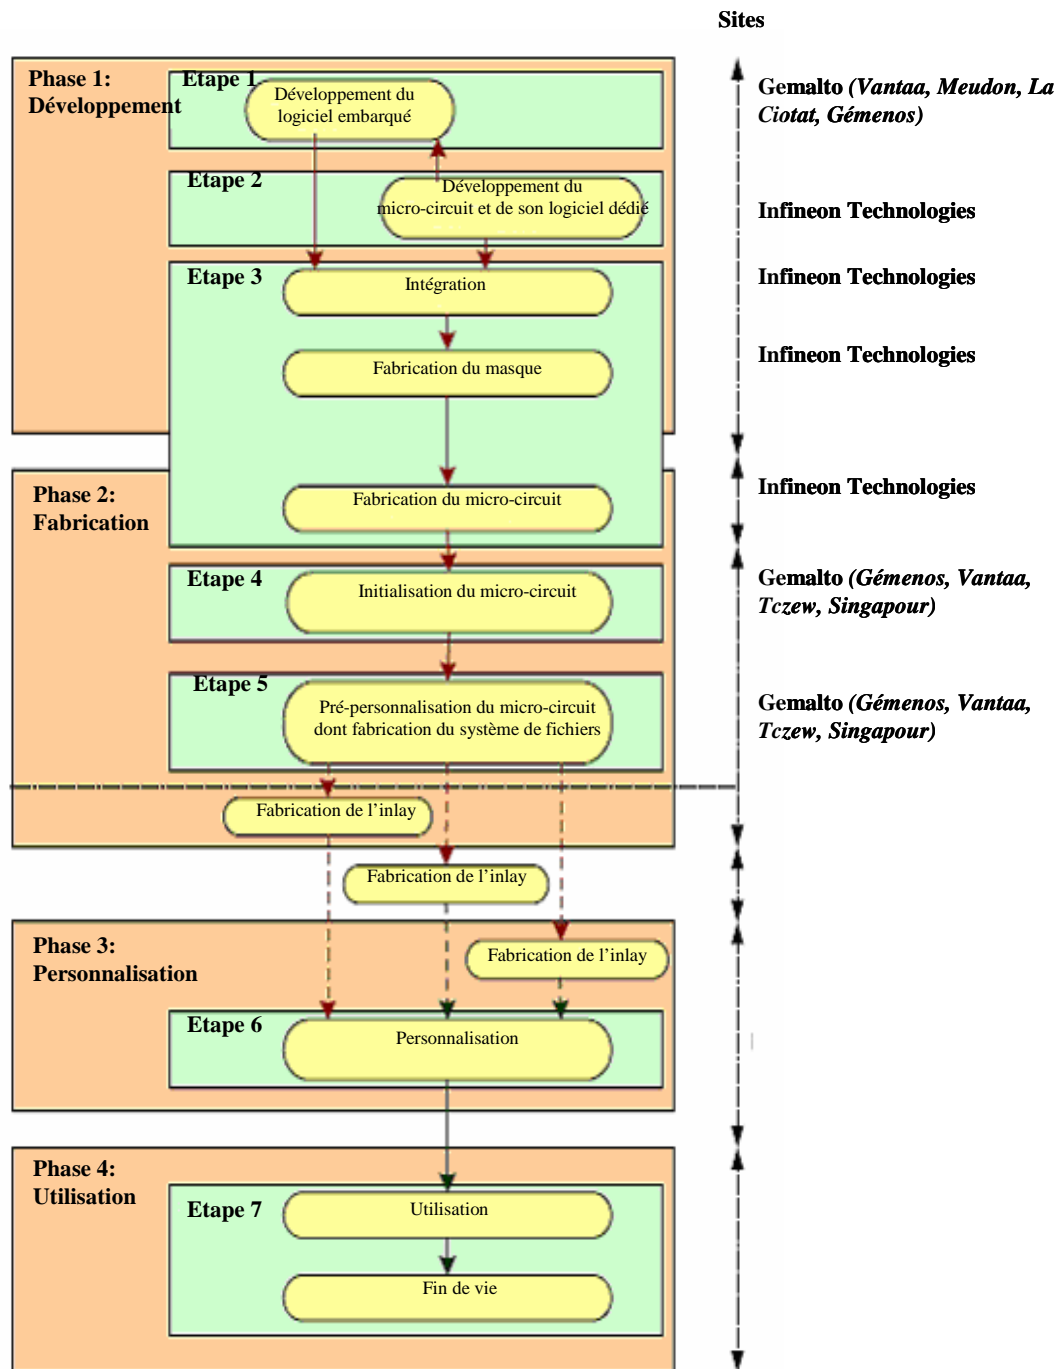 Sites
Phase 1:
Développement
Etape 1
Développement du
logiciel embarqué
Gemalto (Vantaa, Meudon, La
Ciotat, Gémenos)
Etape 2
Développement du
micro-circuit et de son logiciel dédié
Infineon Technologies
Etape 3
Intégration
Infineon Technologies
Fabrication du masque
Infineon Technologies
Phase 2:
Fabrication
Fabrication du micro-circuit
Infineon Technologies
Etape 4
Initialisation du micro-circuit
Gemalto (Gémenos, Vantaa,
Tczew, Singapour)
Etape 5
Pré-personnalisation du micro-circuit
dont fabrication du système de fichiers
Gemalto (Gémenos, Vantaa,
Tczew, Singapour)
Fabrication de l’inlay
Fabrication de l’inlay
Phase 3:
Personnalisation
Fabrication de l’inlay
Etape 6
Personnalisation
Phase 4:
Utilisation
Etape 7
Utilisation
Fin de vie